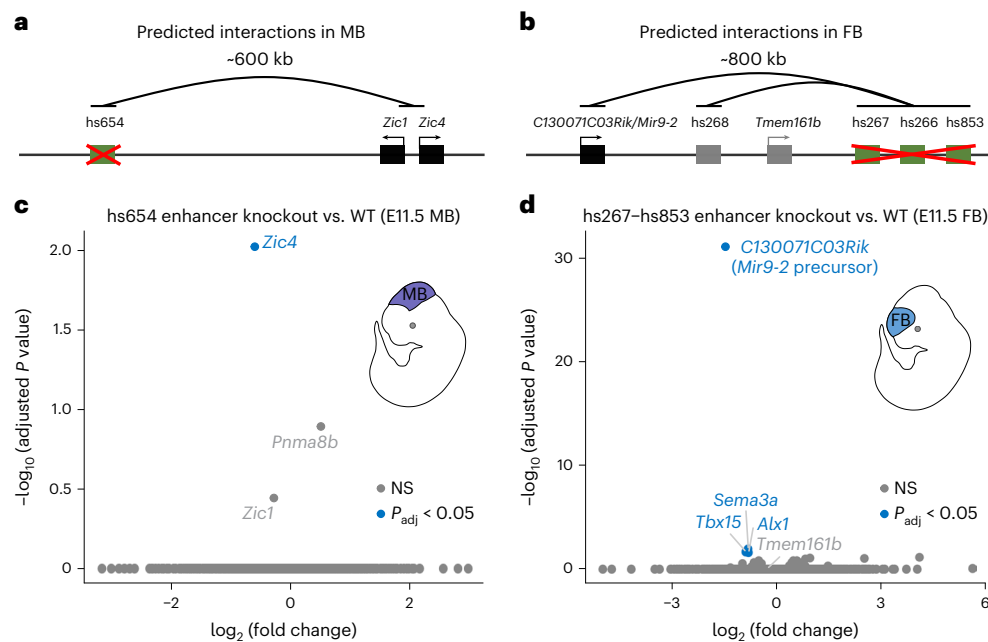 a
Predicted interactions in MB
~600 kb
hs654
Zic1
Zic4
b
Predicted interactions in FB
~800 kb
C130071C03Rik/Mir9-2
hs268
Tmem161b
hs267
hs266
hs853
c
hs654 enhancer knockout vs. WT (E11.5 MB)
−log10 (adjusted P value)
2.0
1.5
1.0
0.5
0
Zic4
MB
Pnma8b
Zic1
NS
Padj < 0.05
−2
0
2
log2 (fold change)
d
hs267–hs853 enhancer knockout vs. WT (E11.5 FB)
−log10 (adjusted P value)
30
20
10
0
C130071C03Rik
(Mir9-2 precursor)
FB
NS
Padj < 0.05
Sema3a
Tbx15
Alx1
Tmem161b
−3
0
3
6
log2 (fold change)